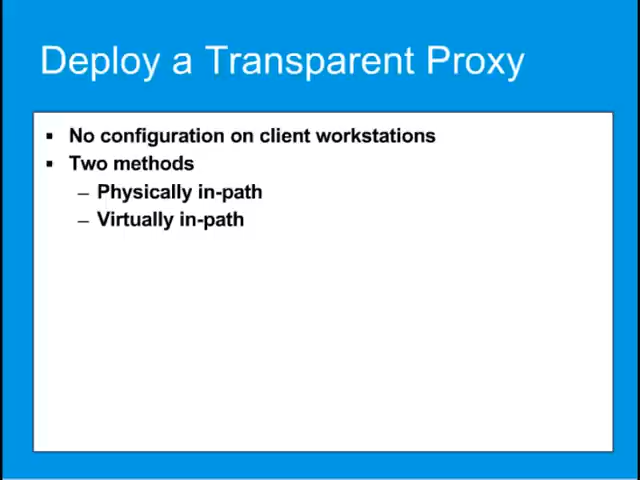 Deploy a Transparent Proxy
▪ No configuration on client workstations
▪ Two methods
– Physically in-path
– Virtually in-path